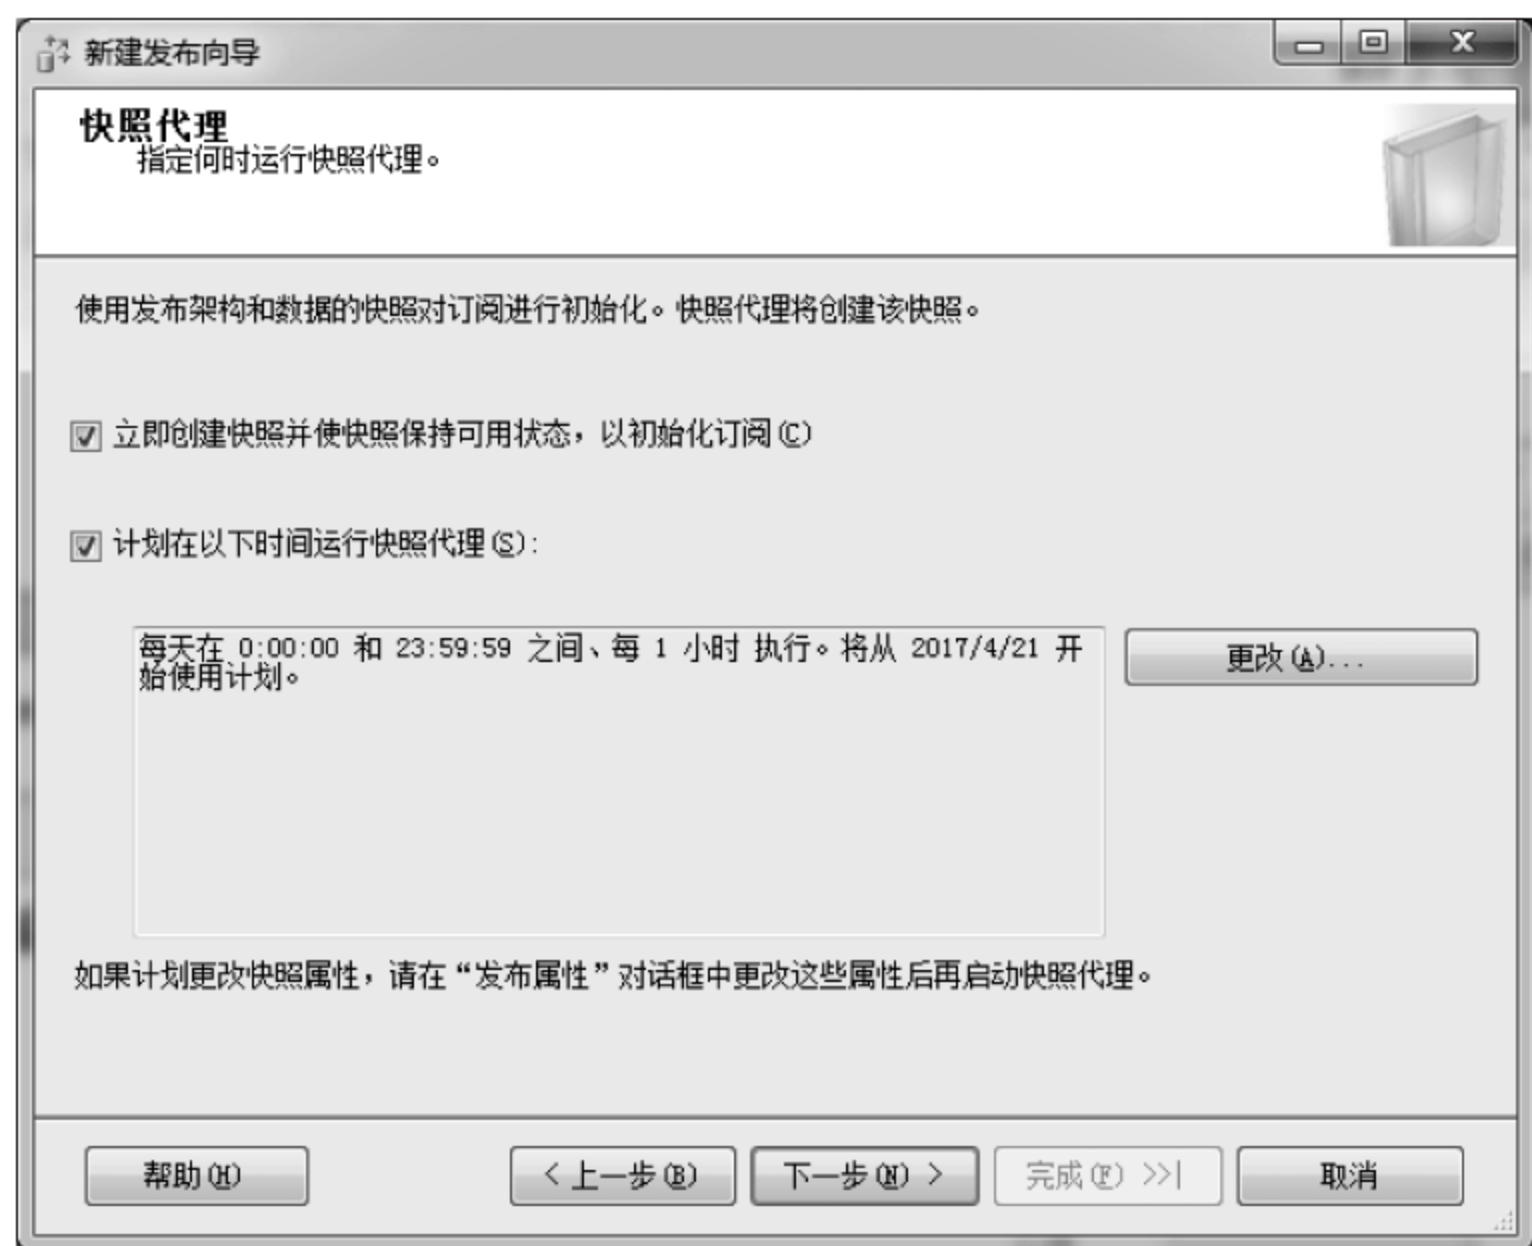 新建发布向导
快照代理
指定何时运行快照代理。
使用发布架构和数据的快照对订阅进行初始化。快照代理将创建该快照。
立即创建快照并使快照保持可用状态，以初始化订阅(C)
计划在以下时间运行快照代理(S):
每天在 0:00:00 和 23:59:59 之间、每 1 小时 执行。将从 2017/4/21 开
始使用计划。
更改(A)...
如果计划更改快照属性，请在“发布属性”对话框中更改这些属性后再启动快照代理。
帮助(H)
< 上一步(B)
下一步(N) >
完成(F) >>|
取消